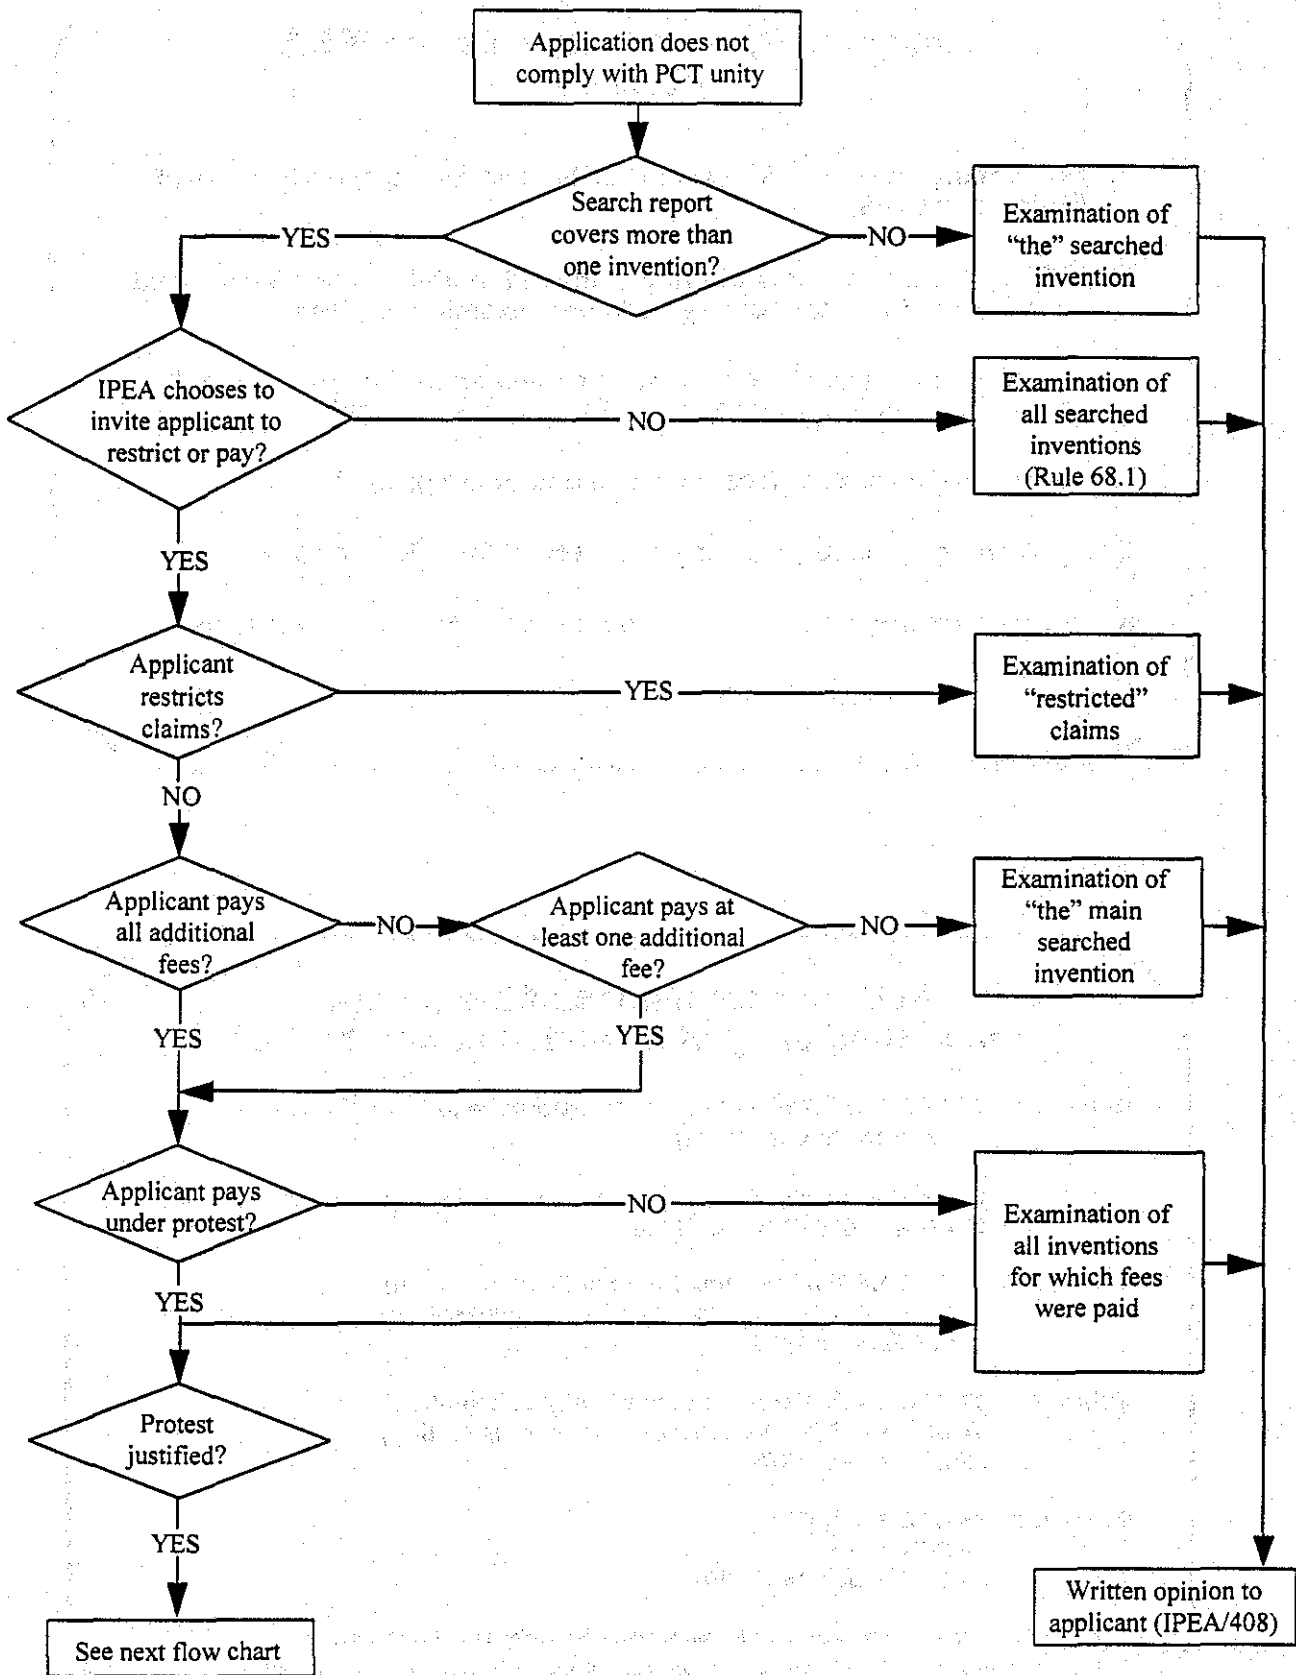 Application does not
comply with PCT unity
Search report
covers more than
one invention?
YES
NO
Examination of
“the” searched
invention
IPEA chooses to
invite applicant to
restrict or pay?
NO
Examination of
all searched
inventions
(Rule 68.1)
YES
Applicant
restricts
claims?
YES
Examination of
“restricted”
claims
NO
Applicant pays
all additional
fees?
NO
Applicant pays at
least one additional
fee?
NO
Examination of
“the” main
searched
invention
YES
YES
Applicant pays
under protest?
NO
Examination of
all inventions
for which fees
were paid
YES
Protest
justified?
YES
See next flow chart
Written opinion to
applicant (IPEA/408)